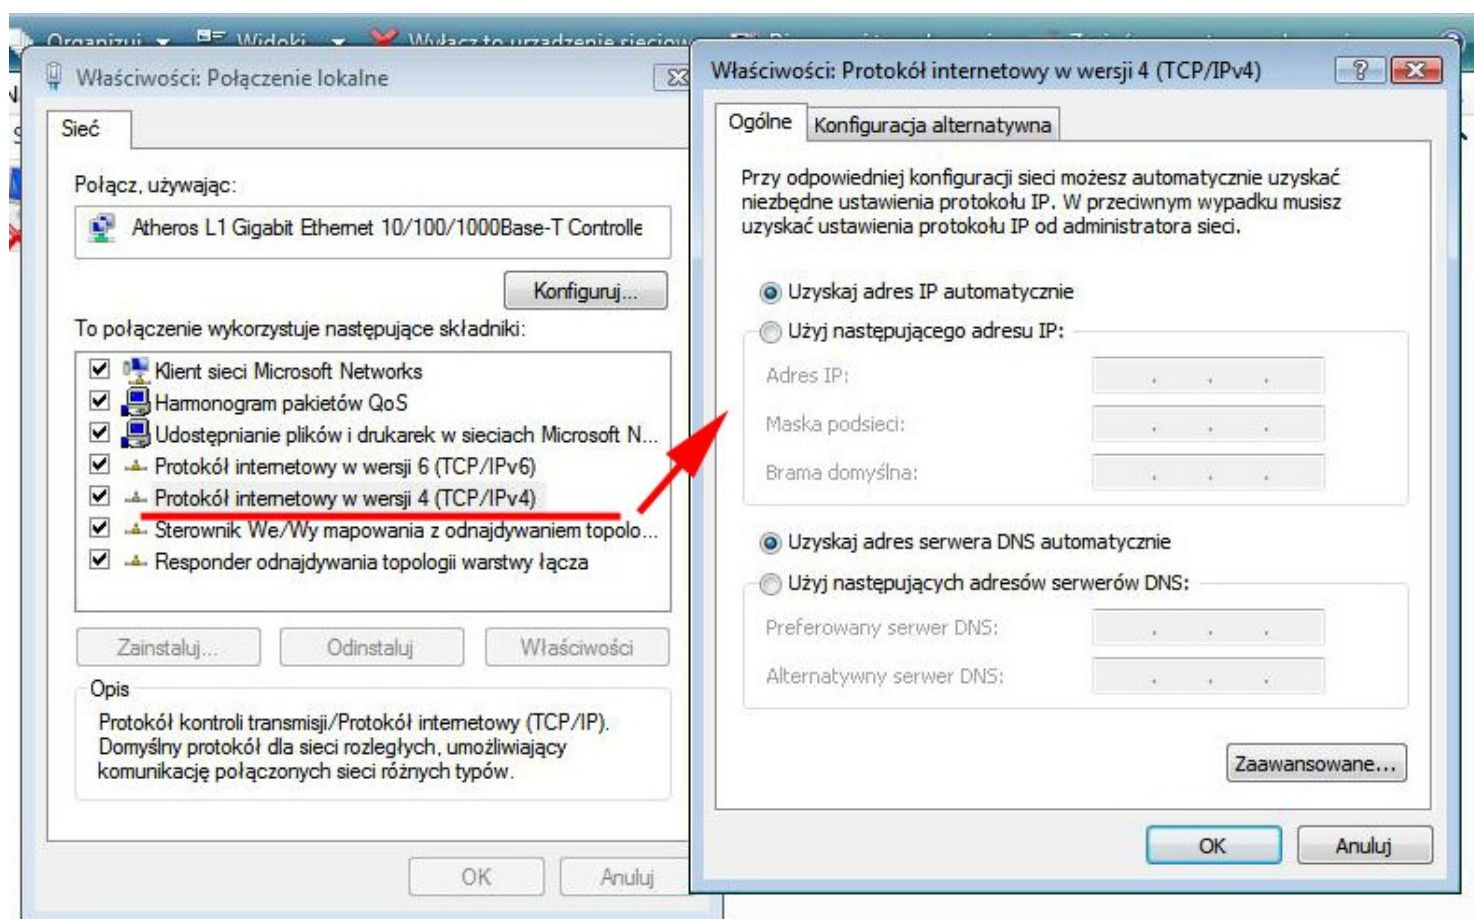 Organizuj Widoki Wyłącz to urządzenie sieciowe
Właściwości: Połączenie lokalne
Sieć
Połącz, używając:
Atheros L1 Gigabit Ethernet 10/100/1000Base-T Controlle
Konfiguruj...
To połączenie wykorzystuje następujące składniki:
Klient sieci Microsoft Networks
Harmonogram pakietów QoS
Udostępnianie plików i drukarek w sieciach Microsoft N...
Protokół internetowy w wersji 6 (TCP/IPv6)
Protokół internetowy w wersji 4 (TCP/IPv4)
Sterownik We/Wy mapowania z odnajdywaniem topolo...
Responder odnajdywania topologii warstwy łącza
Zainstaluj... Odinstaluj Właściwości
Opis
Protokół kontroli transmisji/Protokół internetowy (TCP/IP).
Domyślny protokół dla sieci rozległych, umożliwiający
komunikację połączonych sieci różnych typów.
OK Anuluj
Właściwości: Protokół internetowy w wersji 4 (TCP/IPv4)
Ogólne Konfiguracja alternatywna
Przy odpowiedniej konfiguracji sieci możesz automatycznie uzyskać
niezbędne ustawienia protokołu IP. W przeciwnym wypadku musisz
uzyskać ustawienia protokołu IP od administratora sieci.
Uzyskaj adres IP automatycznie
Użyj następującego adresu IP:
Adres IP:
Maska podsieci:
Brama domyślna:
Uzyskaj adres serwera DNS automatycznie
Użyj następujących adresów serwerów DNS:
Preferowany serwer DNS:
Alternatywny serwer DNS:
Zaawansowane...
OK Anuluj